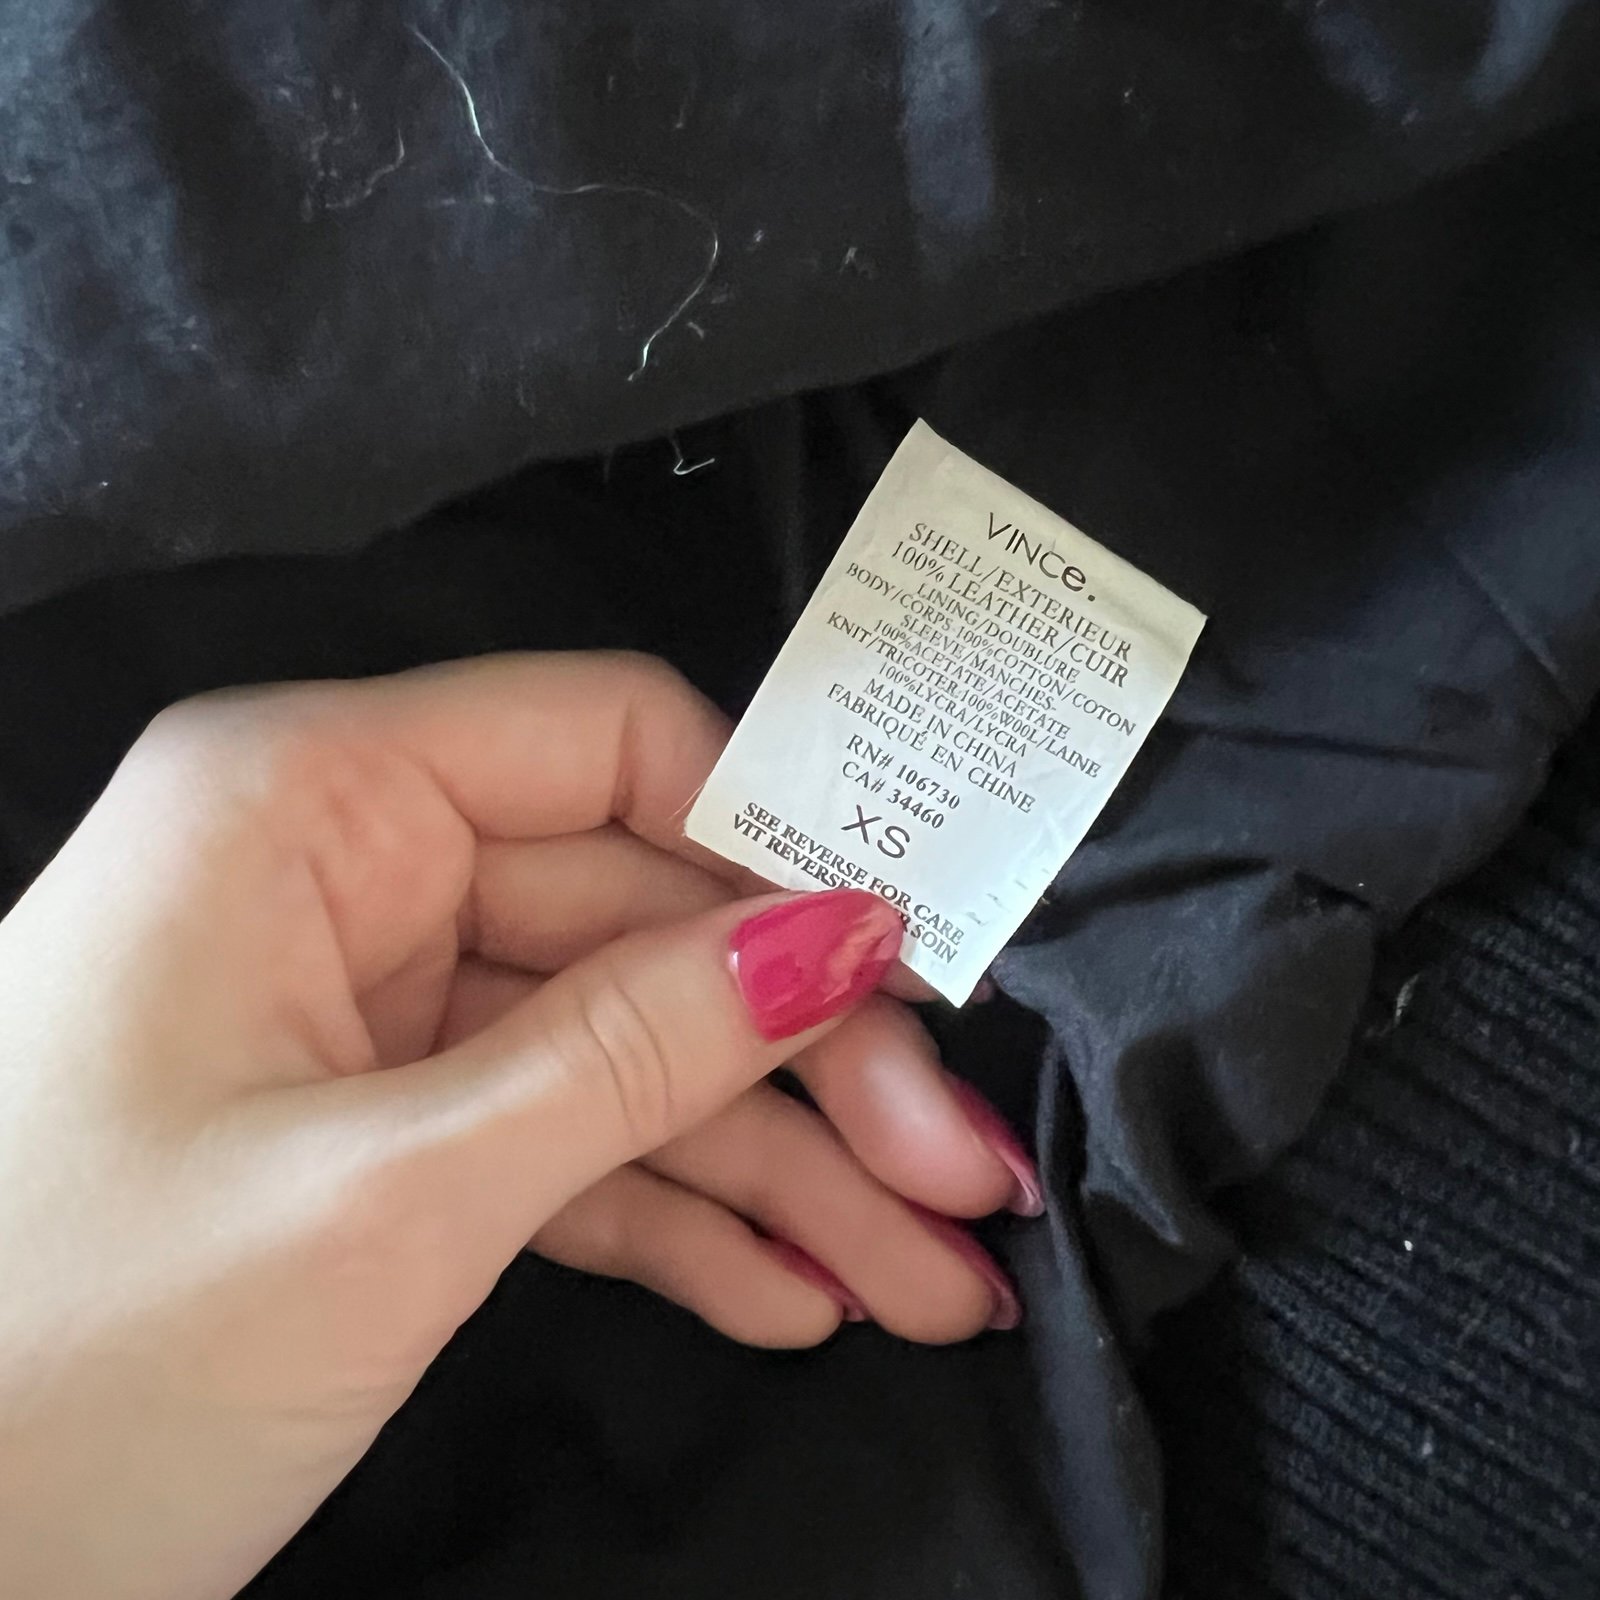 VINCe.
SHELL/EXTERIEUR
100% LEATHER/CUIR
LINING/DOUBLURE
BODY/CORPS-100%COTTON/COTON
SLEEVE/MANCHES-
100%ACETATE/ACETATE
KNIT/TRICOTER-100%WOOL/LAINE
100%LYCRA/LYCRA
MADE IN CHINA
FABRIQUÉ EN CHINE
RN# 106730
CA# 34460
XS
SEE REVERSE FOR CARE
VIT REVERSE SOIN